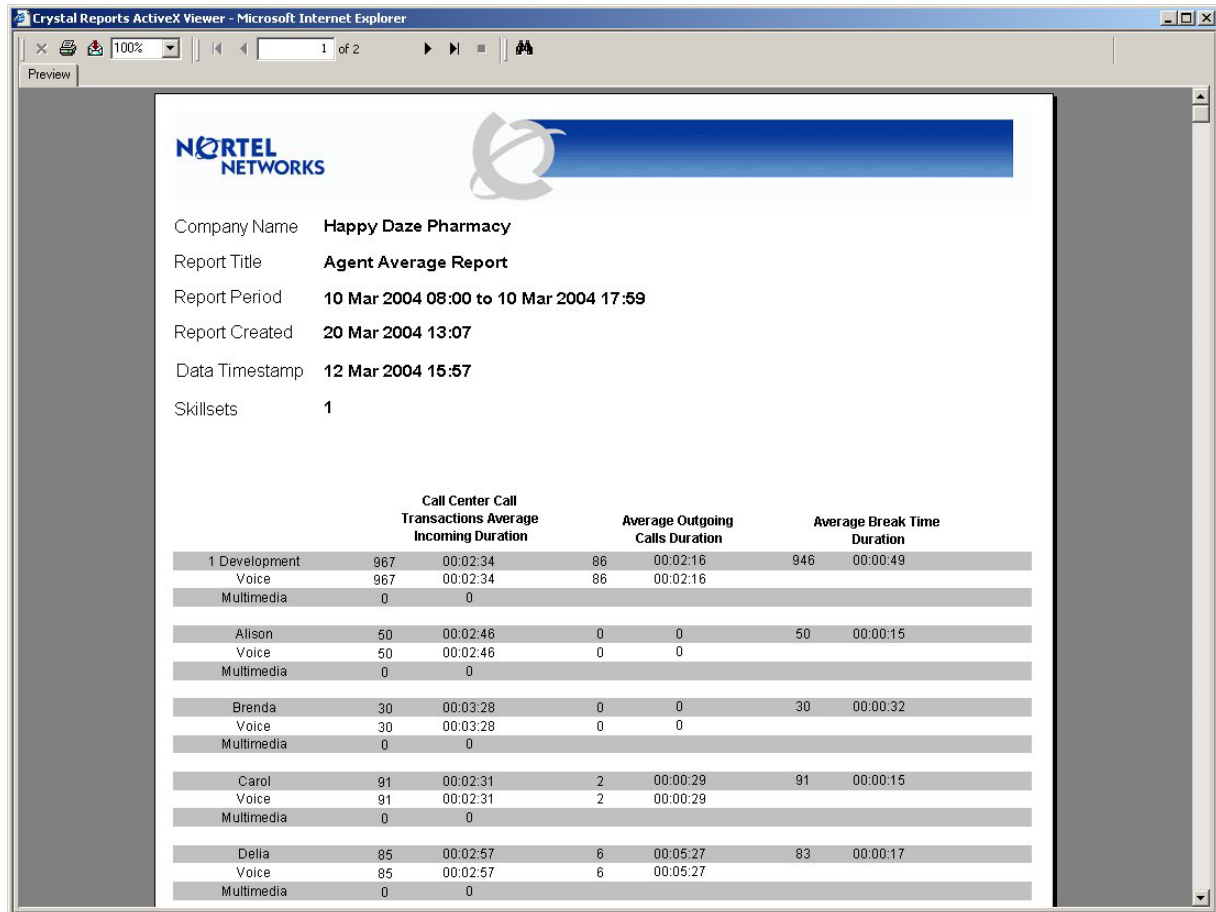 Crystal Reports ActiveX Viewer - Microsoft Internet Explorer
100% 1 of 2
Preview
NORTEL
NETWORKS
Company Name Happy Daze Pharmacy
Report Title Agent Average Report
Report Period 10 Mar 2004 08:00 to 10 Mar 2004 17:59
Report Created 20 Mar 2004 13:07
Data Timestamp 12 Mar 2004 15:57
Skillsets 1
Call Center Call
Transactions Average Average Outgoing Average Break Time
Incoming Duration Calls Duration Duration
1 Development 967 00:02:34 86 00:02:16 946 00:00:49
Voice 967 00:02:34 86 00:02:16
Multimedia 0 0
Alison 50 00:02:46 0 0 50 00:00:15
Voice 50 00:02:46 0 0
Multimedia 0 0
Brenda 30 00:03:28 0 0 30 00:00:32
Voice 30 00:03:28 0 0
Multimedia 0 0
Carol 91 00:02:31 2 00:00:29 91 00:00:15
Voice 91 00:02:31 2 00:00:29
Multimedia 0 0
Delia 85 00:02:57 6 00:05:27 83 00:00:17
Voice 85 00:02:57 6 00:05:27
Multimedia 0 0